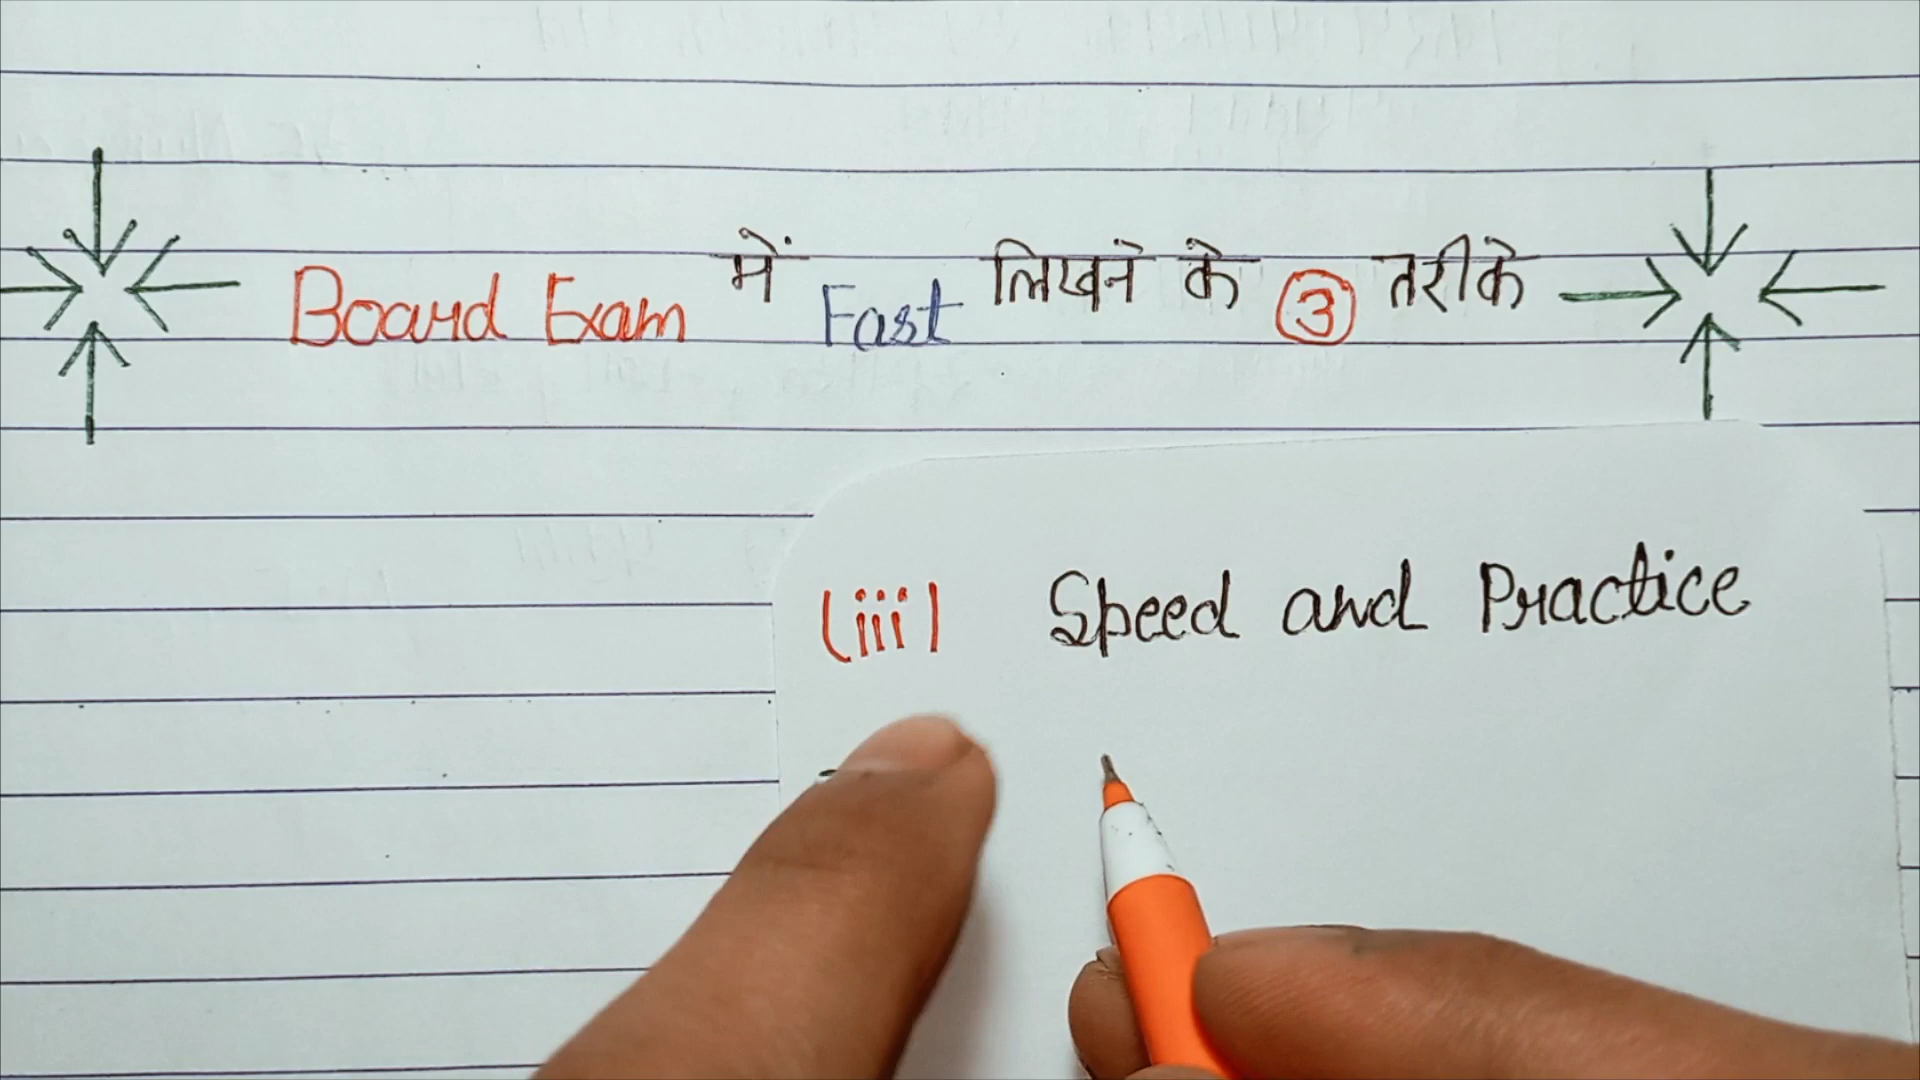 Board Exam में Fast लिखने के 3 तरीके
(iii) Speed and Practice